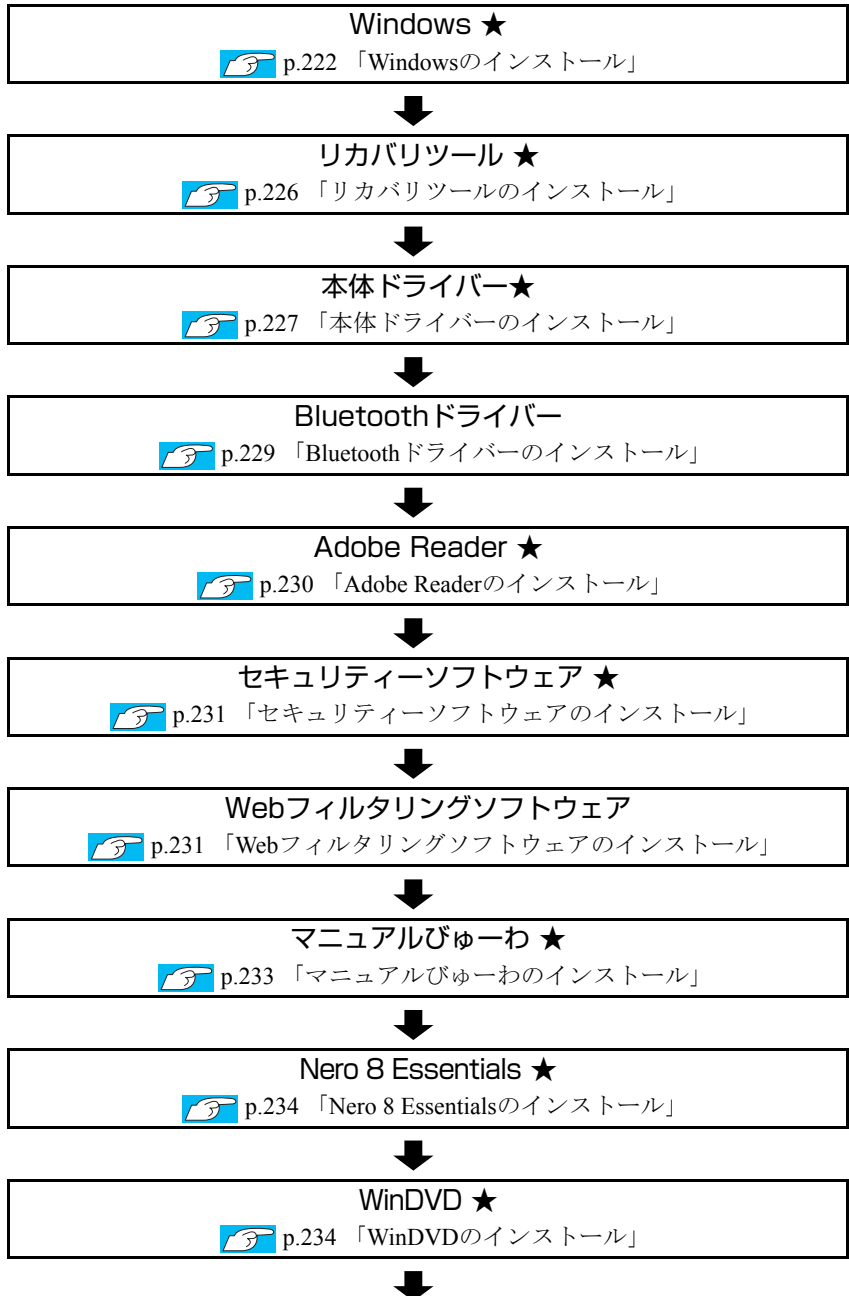 Windows ★
p.222 「Windowsのインストール」
リカバリツール ★
p.226 「リカバリツールのインストール」
本体ドライバー★
p.227 「本体ドライバーのインストール」
Bluetoothドライバー
p.229 「Bluetoothドライバーのインストール」
Adobe Reader ★
p.230 「Adobe Readerのインストール」
セキュリティーソフトウェア ★
p.231 「セキュリティーソフトウェアのインストール」
Webフィルタリングソフトウェア
p.231 「Webフィルタリングソフトウェアのインストール」
マニュアルびゅーわ ★
p.233 「マニュアルびゅーわのインストール」
Nero 8 Essentials ★
p.234 「Nero 8 Essentialsのインストール」
WinDVD ★
p.234 「WinDVDのインストール」